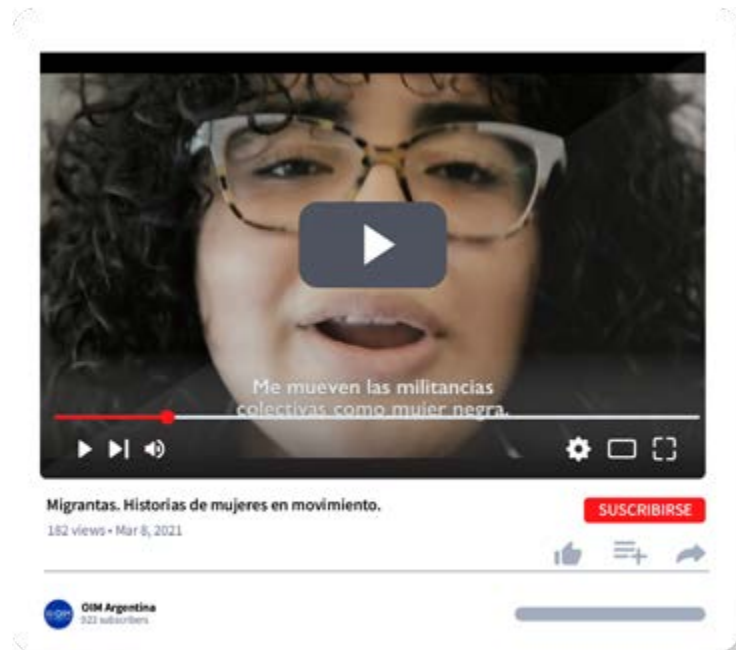 Me mueven las militancias
colectivas como mujer negra.
Migrantas. Historias de mujeres en movimiento.
SUSCRIBIRSE
182 views • Mar 8, 2021
OIM Argentina
subscribers